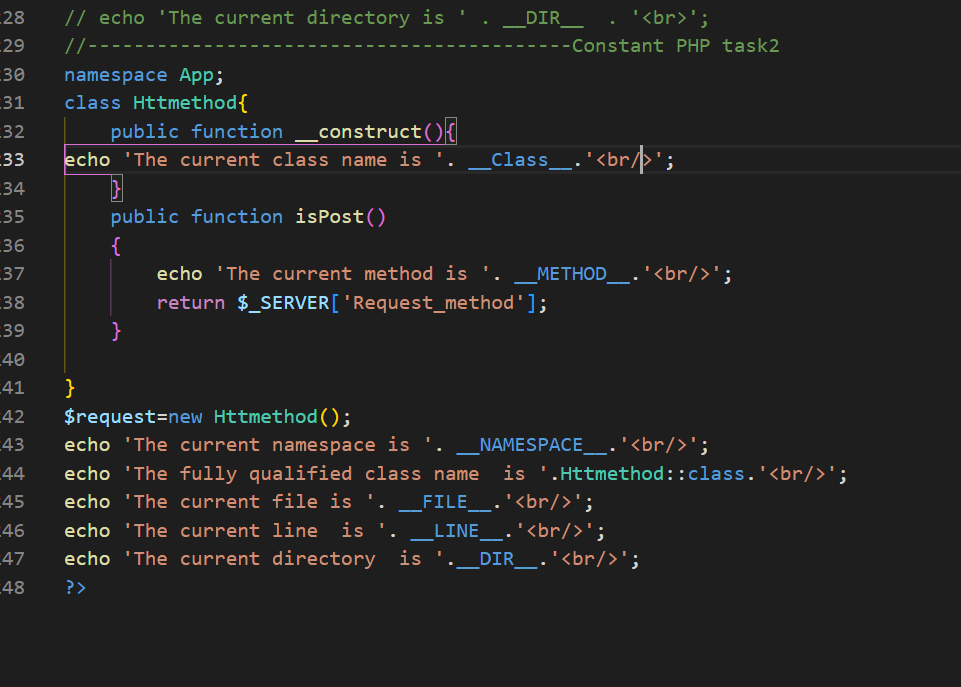 28 // echo 'The current directory is ' . __DIR__  . '<br>';
29 //------------------------------------------Constant PHP task2
30 namespace App;
31 class Httmethod{
32     public function __construct(){
33 echo 'The current class name is '. __Class__.'<br/>';
34     }
35     public function isPost()
36     {
37         echo 'The current method is '. __METHOD__.'<br/>';
38         return $_SERVER['Request_method'];
39     }
40
41 }
42 $request=new Httmethod();
43 echo 'The current namespace is '. __NAMESPACE__.'<br/>';
44 echo 'The fully qualified class name  is '.Httmethod::class.'<br/>';
45 echo 'The current file is '. __FILE__.'<br/>';
46 echo 'The current line  is '. __LINE__.'<br/>';
47 echo 'The current directory  is '.__DIR__.'<br/>';
48 ?>